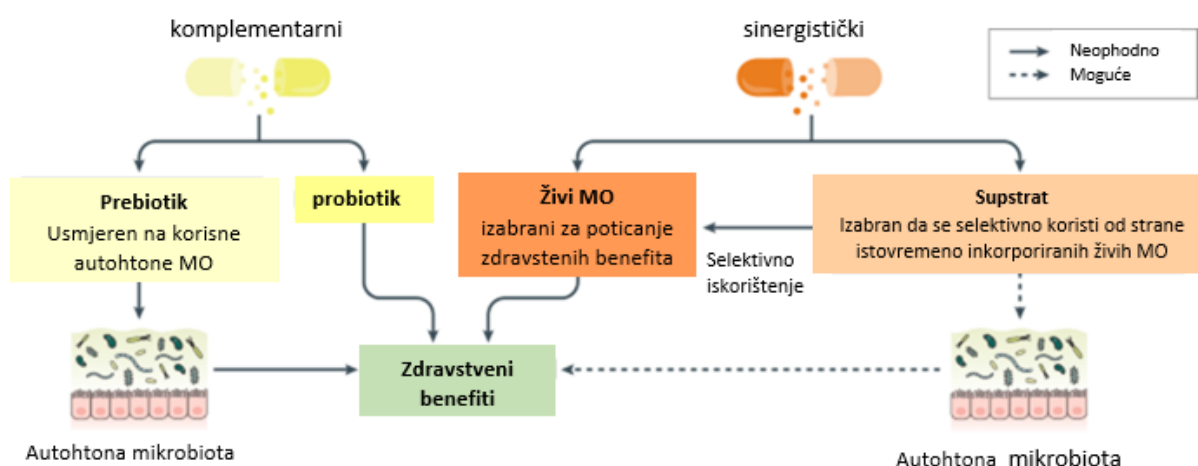 komplementarni
sinergistički
Neophodno
Moguće
Prebiotik
Usmjeren na korisne
autohtone MO
probiotik
Živi MO
izabrani za poticanje
zdravstenih benefita
Selektivno
iskorištenje
Supstrat
Izabran da se selektivno koristi od strane
istovremeno inkorporiranih živih MO
Zdravstveni
benefiti
Autohtona mikrobiota
Autohtona mikrobiota